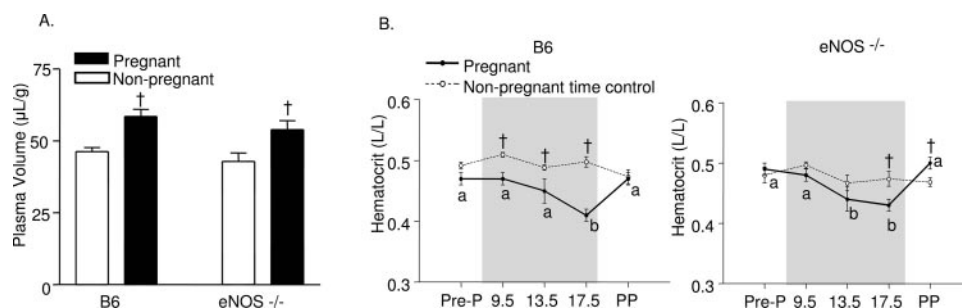 A.
Pregnant
Non-pregnant
Plasma Volume (µL/g)
75
50
25
0
†
†
B6
eNOS -/-
B.
B6
Pregnant
Non-pregnant time control
Hematocrit (L/L)
0.6
0.5
0.4
0.3
†
†
†
a
a
a
b
a
Pre-P 9.5 13.5 17.5 PP
eNOS -/-
Hematocrit (L/L)
0.6
0.5
0.4
0.3
†
†
a
a
b
b
a
Pre-P 9.5 13.5 17.5 PP